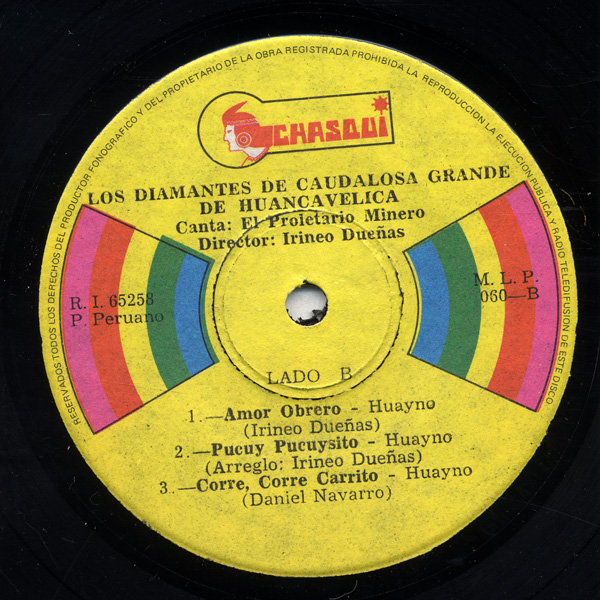 RESERVADOS TODOS LOS DERECHOS DEL PRODUCTOR FONOGRAFICO Y DEL PROPIETARIO DE LA OBRA REGISTRADA PROHIBIDA LA REPRODUCCION LA EJECUCION PUBLICA Y RADIO TELEDIFUSION DE ESTE DISCO
CHASQUI
LOS DIAMANTES DE CAUDALOSA GRANDE
DE HUANCAVELICA
Canta: El Proletario Minero
Director: Irineo Dueñas
R. I. 65258
P. Peruano
M. L. P.
060—B
LADO B
1.—Amor Obrero - Huayno
(Irineo Dueñas)
2.—Pucuy Pucuysito - Huayno
(Arreglo: Irineo Dueñas)
3.—Corre, Corre Carrito - Huayno
(Daniel Navarro)